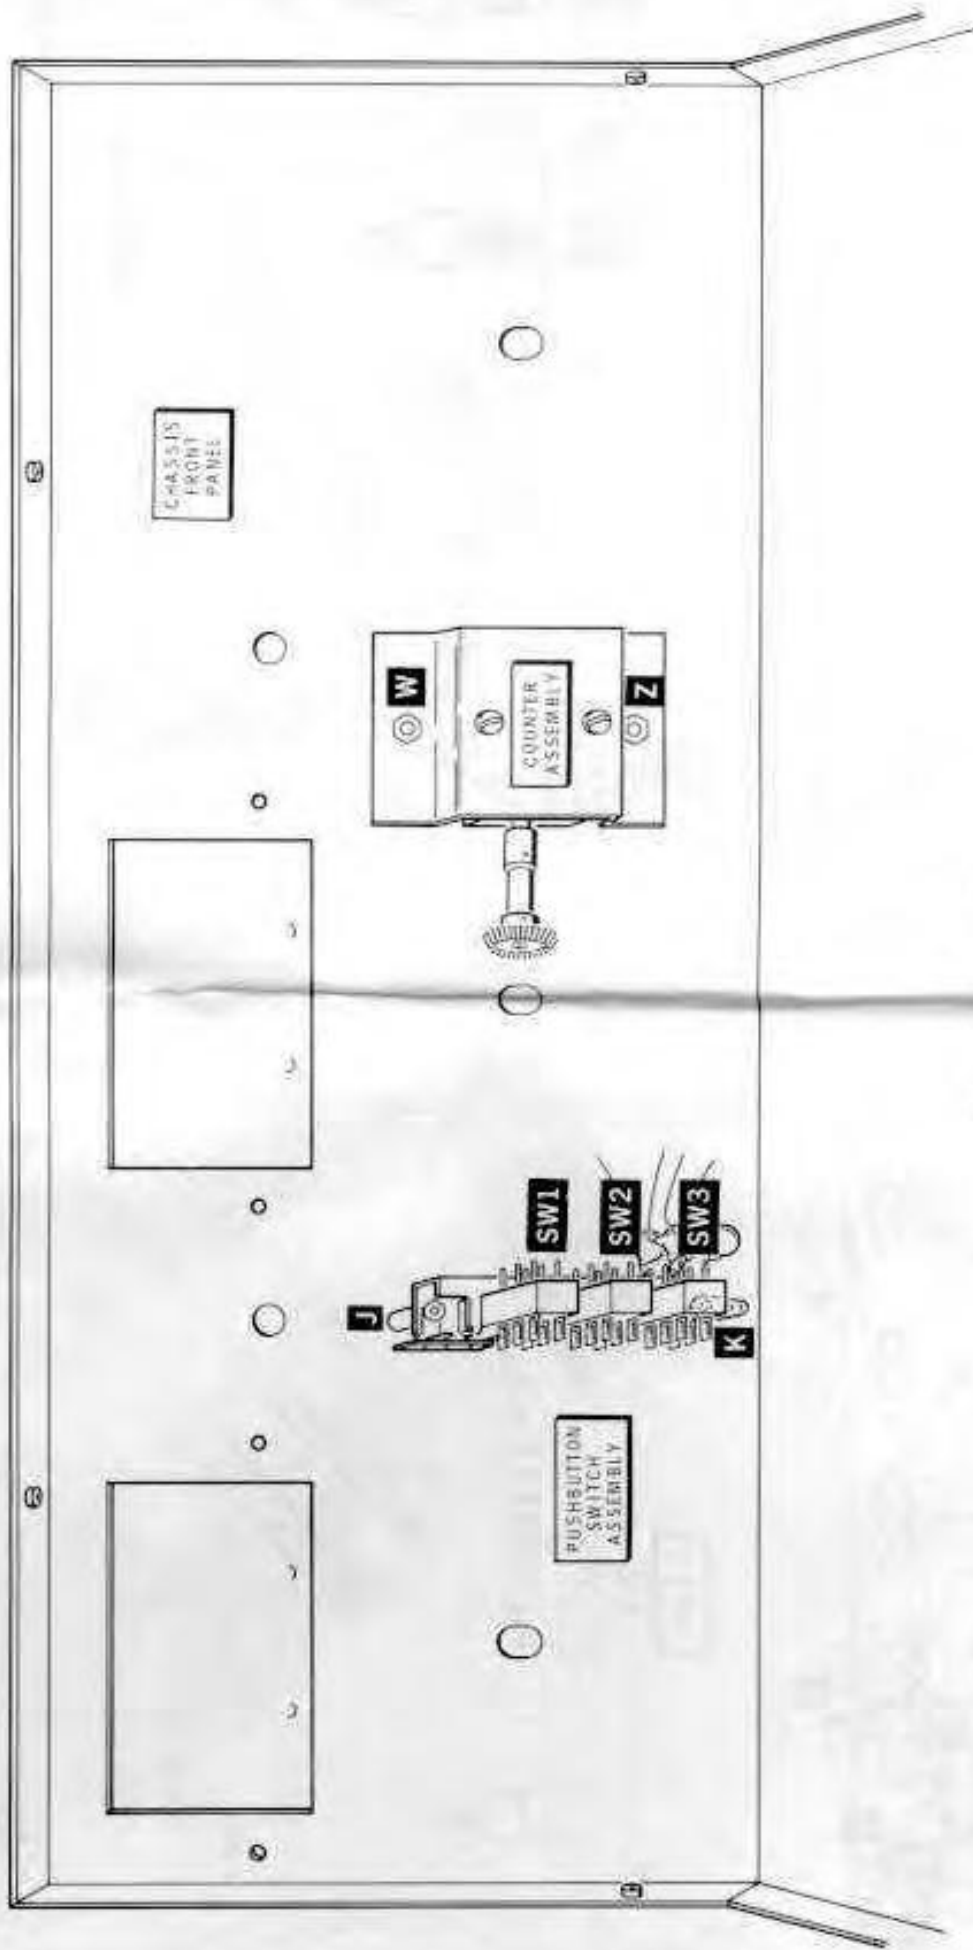 CHASSIS
FRONT
PANEL
W
COUNTER
ASSEMBLY
Z
J
SW1
SW2
SW3
K
PUSHBUTTON
SWITCH
ASSEMBLY